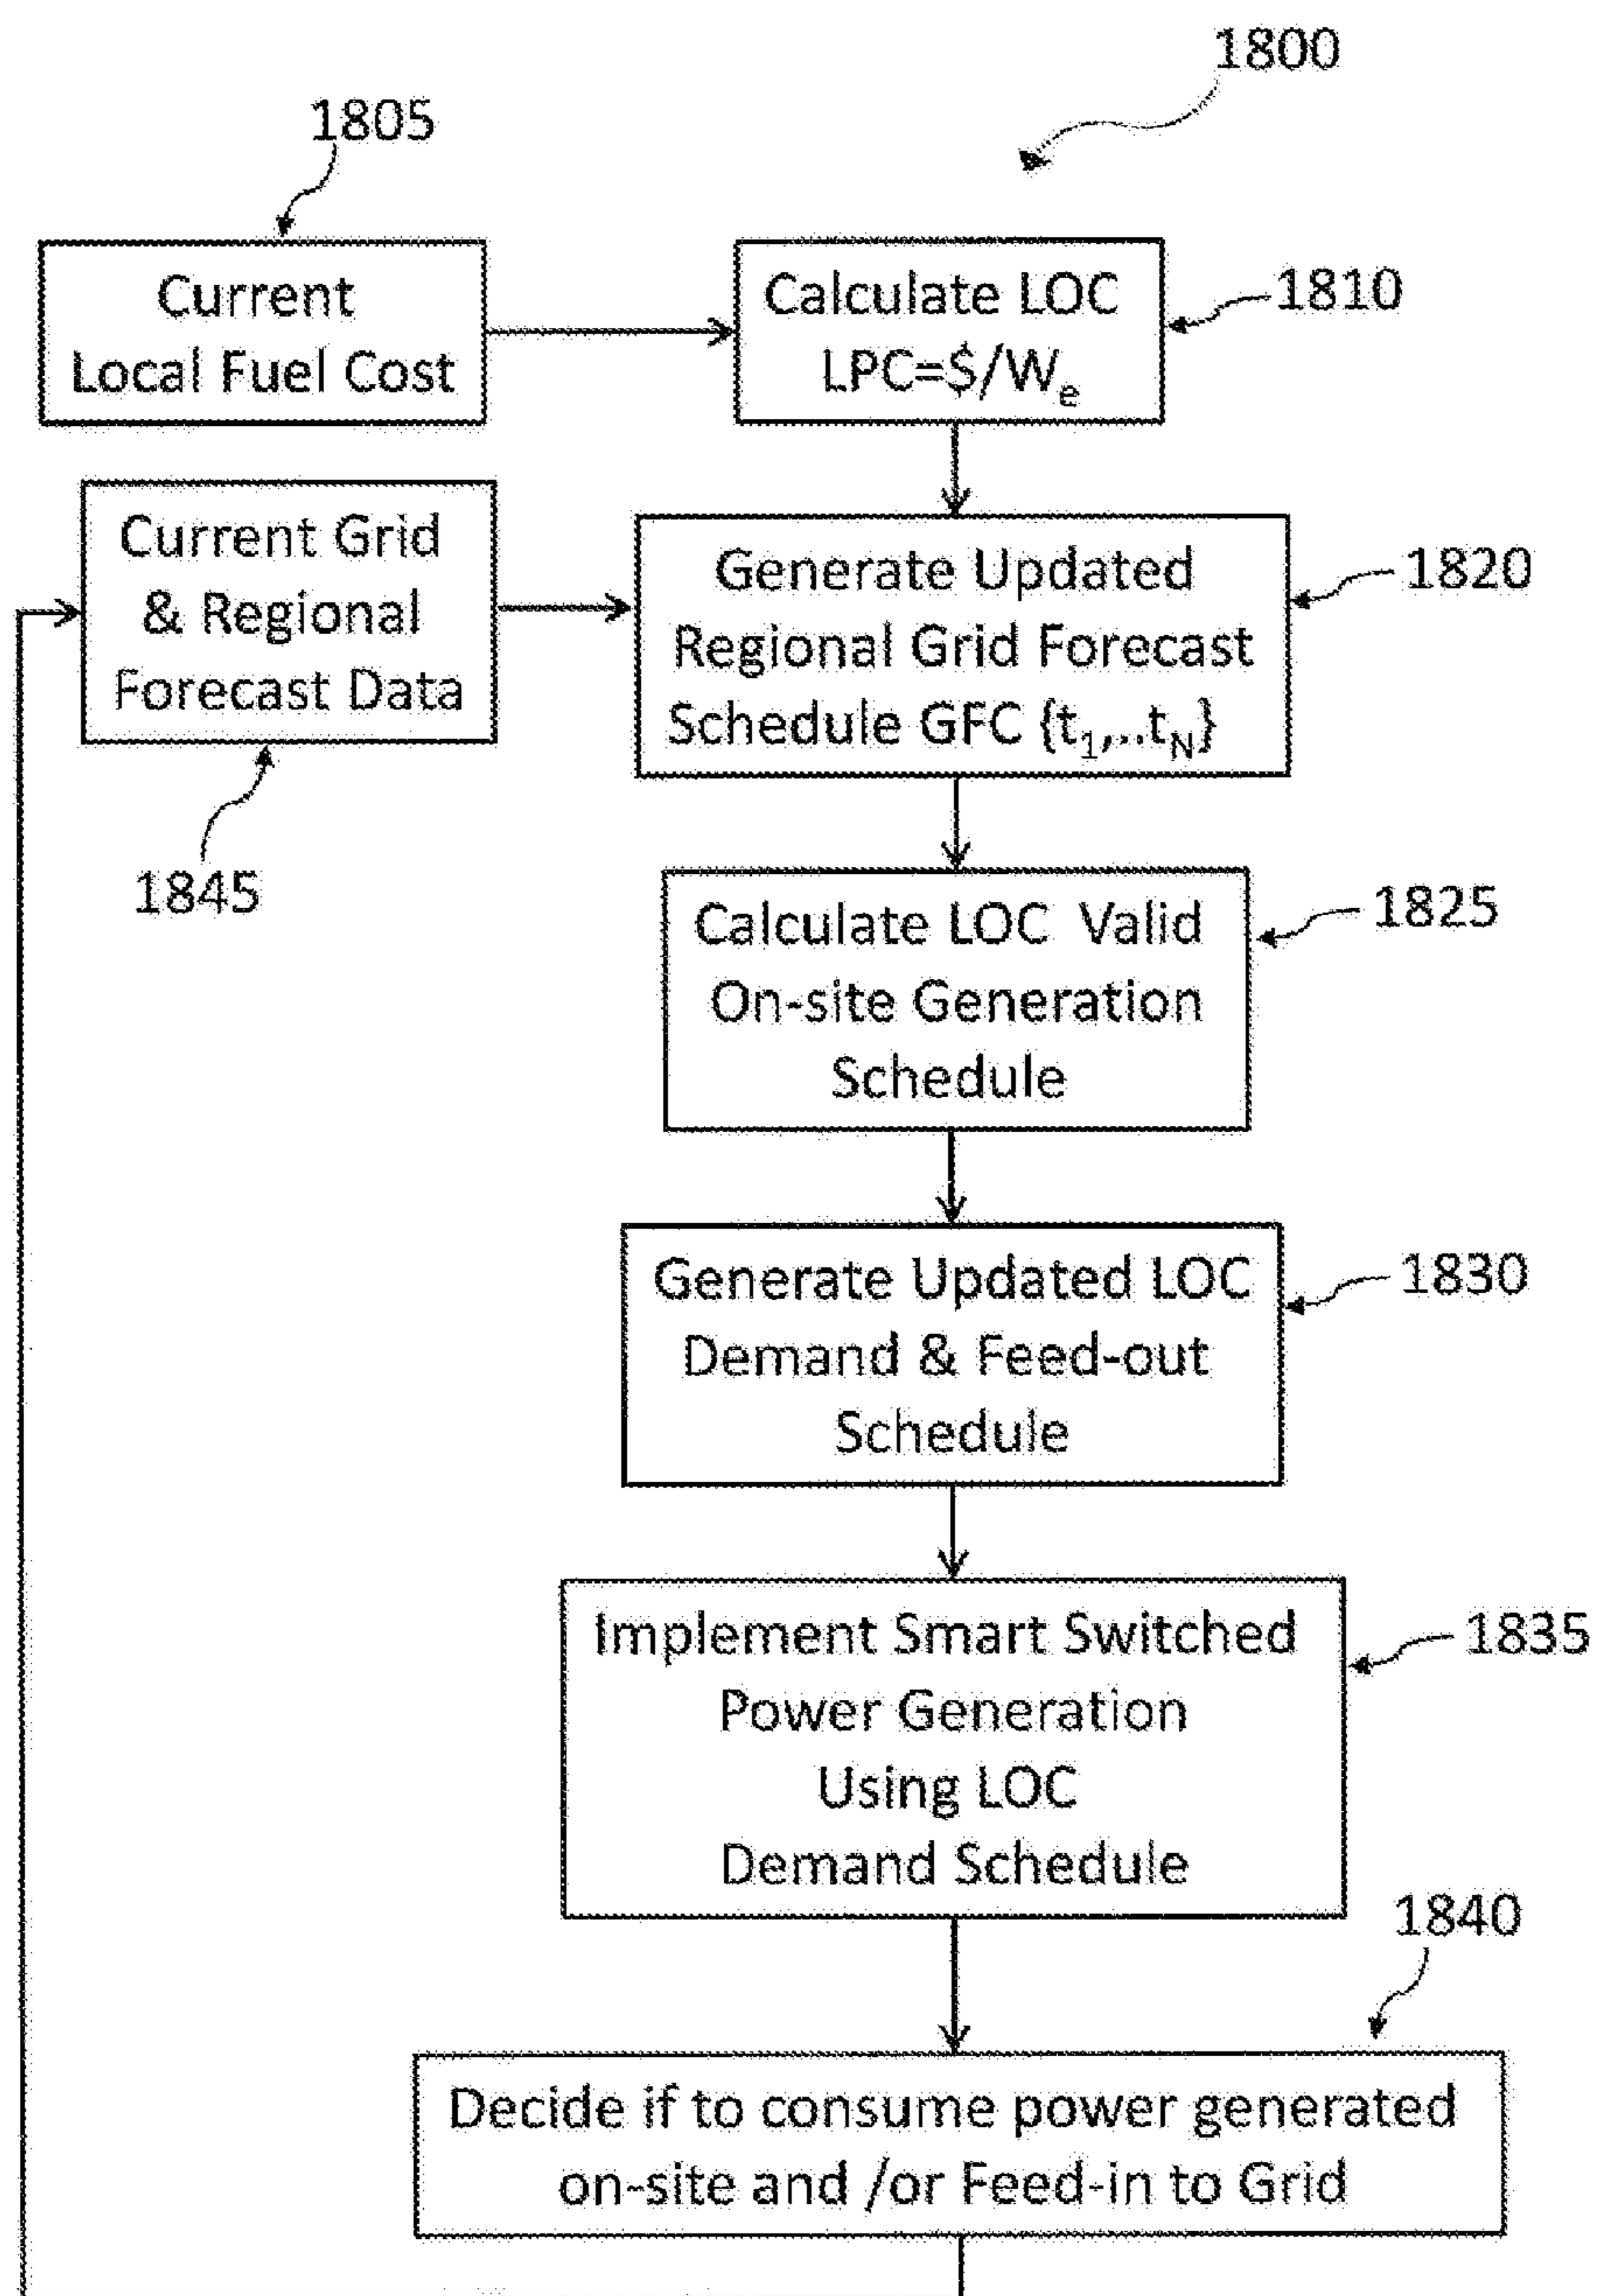 1800
1805
Current
Local Fuel Cost
Calculate LOC
LPC=$/We
1810
Current Grid
& Regional
Forecast Data
1845
Generate Updated
Regional Grid Forecast
Schedule GFC {t1,..tN}
1820
Calculate LOC Valid
On-site Generation
Schedule
1825
Generate Updated LOC
Demand & Feed-out
Schedule
1830
Implement Smart Switched
Power Generation
Using LOC
Demand Schedule
1835
1840
Decide if to consume power generated
on-site and /or Feed-in to Grid